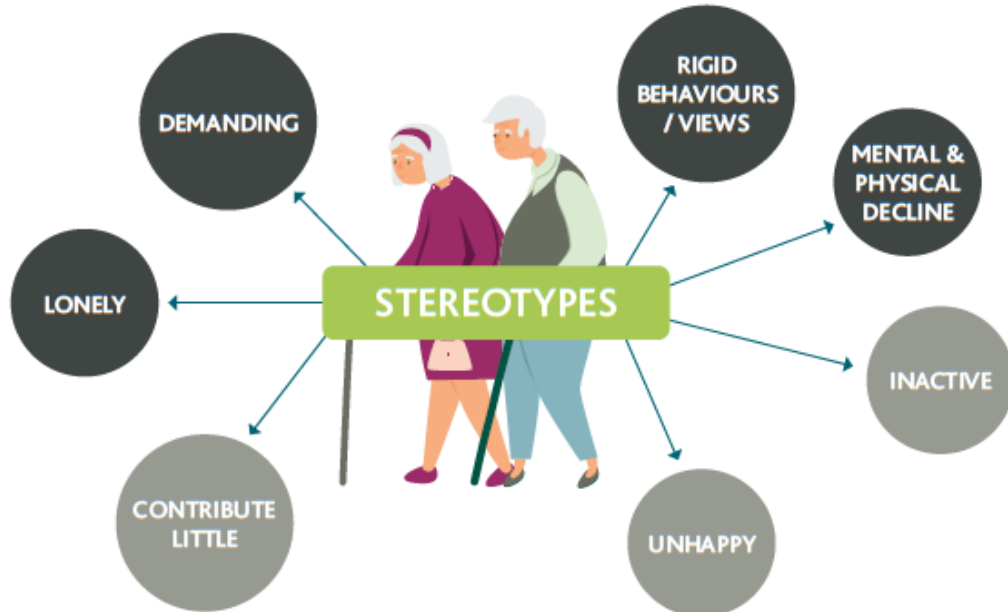 DEMANDING
RIGID
BEHAVIOURS
/ VIEWS
MENTAL &
PHYSICAL
DECLINE
LONELY
STEREOTYPES
INACTIVE
CONTRIBUTE
LITTLE
UNHAPPY